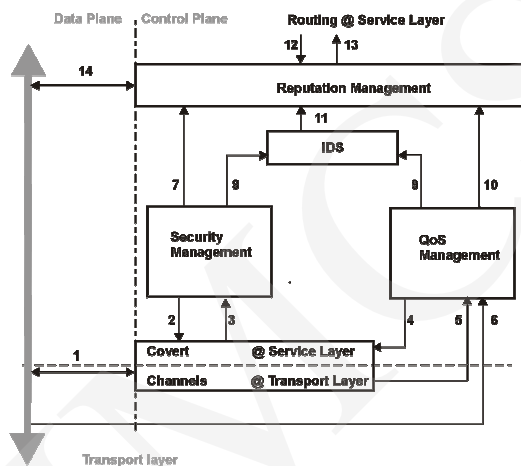 Data Plane Control Plane
Routing @ Service Layer
12 13
14
Reputation Management
11
IDS
7 8 9 10
Security
Management
QoS
Management
2 3 4 5 6
1
Covert @ Service Layer
Channels @ Transport Layer
Transport layer